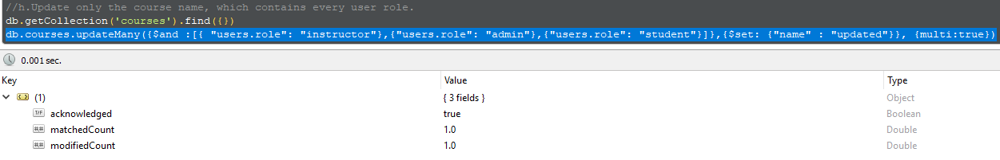 //h.Update only the course name, which contains every user role.
db.getCollection('courses').find({})
db.courses.updateMany({$and :[{ "users.role": "instructor"},{"users.role": "admin"},{"users.role": "student"}]},{$set: {"name" : "updated"}}, {multi:true})
0.001 sec.
Key Value Type
(1) { 3 fields } Object
T/F acknowledged true Boolean
#.# matchedCount 1.0 Double
#.# modifiedCount 1.0 Double